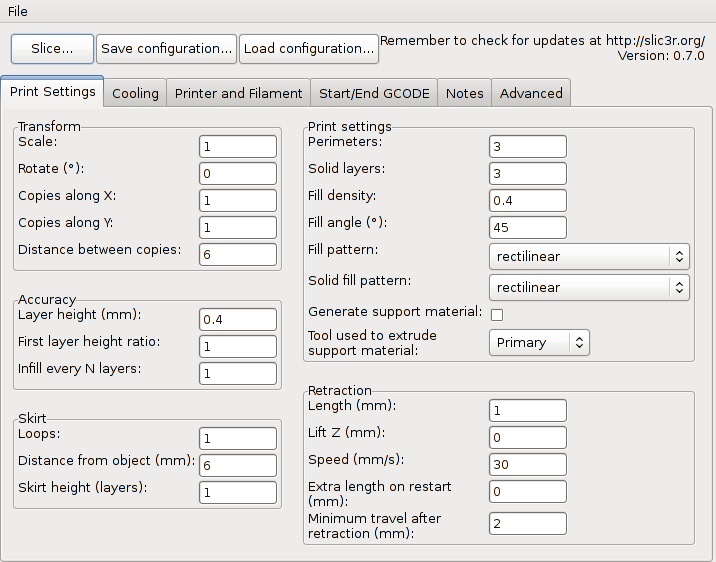 File
Slice... Save configuration... Load configuration... Remember to check for updates at http://slic3r.org/
Version: 0.7.0
Print Settings Cooling Printer and Filament Start/End GCODE Notes Advanced
Transform
Scale: 1
Rotate (°): 0
Copies along X: 1
Copies along Y: 1
Distance between copies: 6
Accuracy
Layer height (mm): 0.4
First layer height ratio: 1
Infill every N layers: 1
Skirt
Loops: 1
Distance from object (mm): 6
Skirt height (layers): 1
Print settings
Perimeters: 3
Solid layers: 3
Fill density: 0.4
Fill angle (°): 45
Fill pattern: rectilinear
Solid fill pattern: rectilinear
Generate support material:
Tool used to extrude
support material: Primary
Retraction
Length (mm): 1
Lift Z (mm): 0
Speed (mm/s): 30
Extra length on restart
(mm): 0
Minimum travel after
retraction (mm): 2